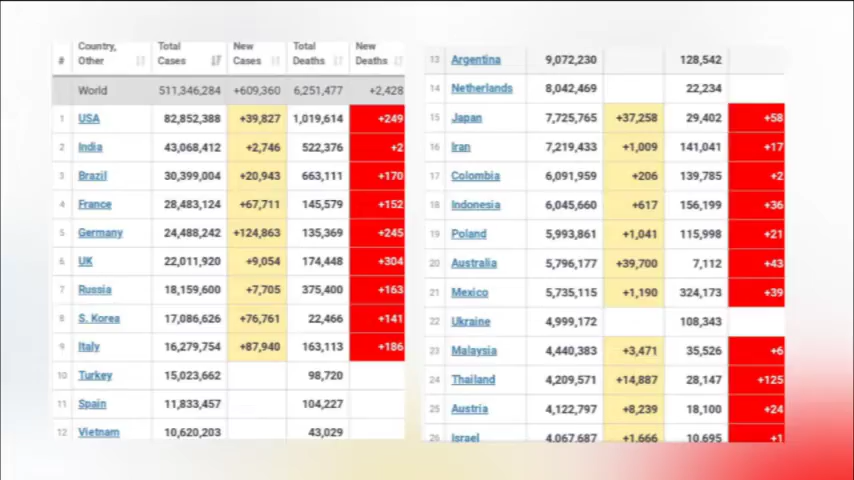 # Country, Other Total Cases New Cases Total Deaths New Deaths
World 511,346,284 +609,360 6,251,477 +2,428
1 USA 82,852,388 +39,827 1,019,614 +249
2 India 43,068,412 +2,746 522,376 +2
3 Brazil 30,399,004 +20,943 663,111 +170
4 France 28,483,124 +67,711 145,579 +152
5 Germany 24,488,242 +124,863 135,369 +245
6 UK 22,011,920 +9,054 174,448 +304
7 Russia 18,159,600 +7,705 375,400 +163
8 S. Korea 17,086,626 +76,761 22,466 +141
9 Italy 16,279,754 +87,940 163,113 +186
10 Turkey 15,023,662 98,720
11 Spain 11,833,457 104,227
12 Vietnam 10,620,203 43,029
13 Argentina 9,072,230 128,542
14 Netherlands 8,042,469 22,234
15 Japan 7,725,765 +37,258 29,402 +58
16 Iran 7,219,433 +1,009 141,041 +17
17 Colombia 6,091,959 +206 139,785 +2
18 Indonesia 6,045,660 +617 156,199 +36
19 Poland 5,993,861 +1,041 115,998 +21
20 Australia 5,796,177 +39,700 7,112 +43
21 Mexico 5,735,115 +1,190 324,173 +39
22 Ukraine 4,999,172 108,343
23 Malaysia 4,440,383 +3,471 35,526 +6
24 Thailand 4,209,571 +14,887 28,147 +125
25 Austria 4,122,797 +8,239 18,100 +24
26 Israel 4,067,687 +1,666 10,695 +1